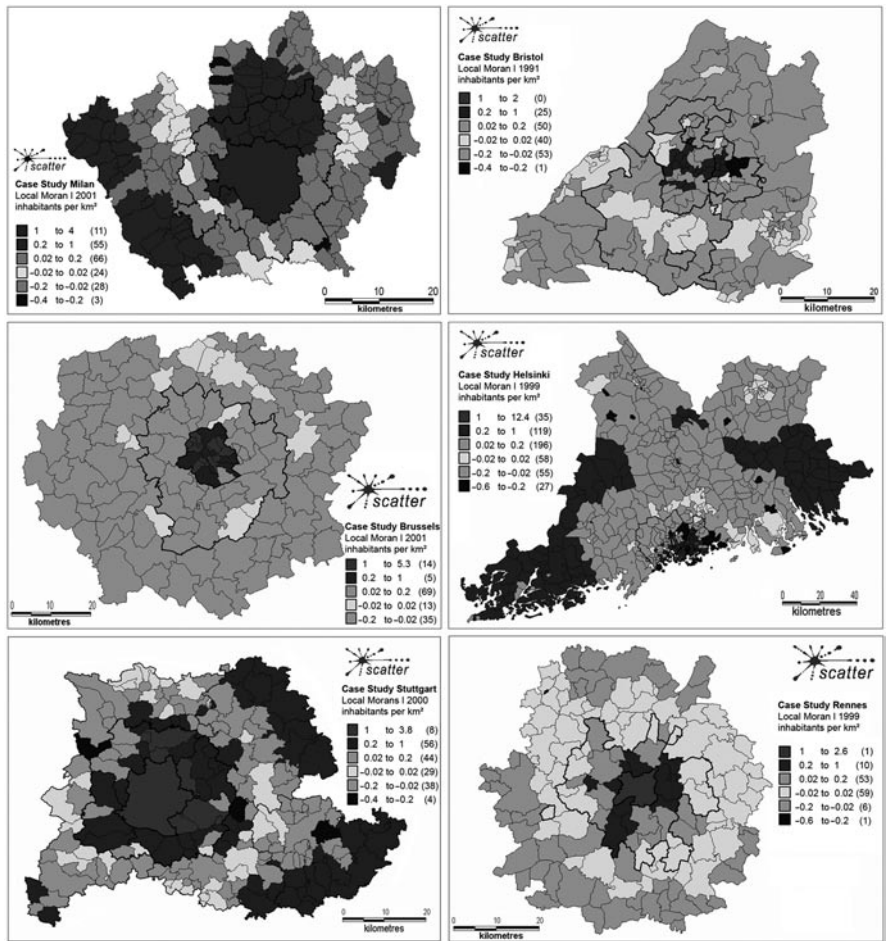 scatter
Case Study Milan
Local Moran I 2001
inhabitants per km²
1 to 4 (11)
0.2 to 1 (55)
0.02 to 0.2 (66)
−0.02 to 0.02 (24)
−0.2 to −0.02 (28)
−0.4 to −0.2 (3)
0 10 20
kilometres
scatter
Case Study Bristol
Local Moran I 1991
inhabitants per km²
1 to 2 (0)
0.2 to 1 (25)
0.02 to 0.2 (50)
−0.02 to 0.02 (40)
−0.2 to −0.02 (53)
−0.4 to −0.2 (1)
0 10 20
kilometres
scatter
Case Study Brussels
Local Moran I 2001
inhabitants per km²
1 to 5.3 (14)
0.2 to 1 (5)
0.02 to 0.2 (69)
−0.02 to 0.02 (13)
−0.2 to −0.02 (35)
0 10 20
kilometres
scatter
Case Study Helsinki
Local Moran I 1999
inhabitants per km²
1 to 12.4 (35)
0.2 to 1 (119)
0.02 to 0.2 (196)
−0.02 to 0.02 (58)
−0.2 to −0.02 (55)
−0.6 to −0.2 (27)
0 20 40
kilometres
scatter
Case Study Stuttgart
Local Morans I 2000
inhabitants per km²
1 to 3.8 (8)
0.2 to 1 (56)
0.02 to 0.2 (44)
−0.02 to 0.02 (29)
−0.2 to −0.02 (38)
−0.4 to −0.2 (4)
0 10 20
kilometres
scatter
Case Study Rennes
Local Moran I 1999
inhabitants per km²
1 to 2.6 (1)
0.2 to 1 (10)
0.02 to 0.2 (53)
−0.02 to 0.02 (59)
−0.2 to −0.02 (6)
−0.6 to −0.2 (1)
0 10 20
kilometres